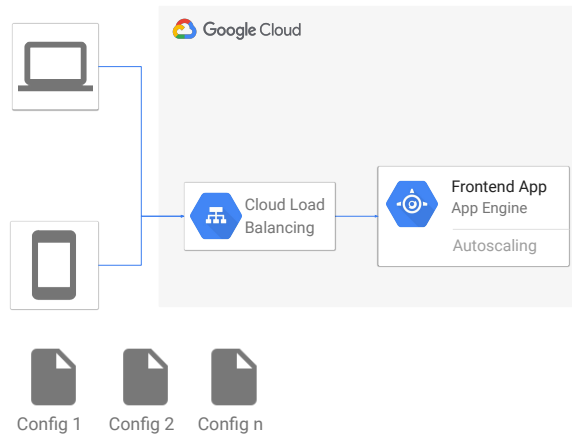 Google Cloud
Cloud Load
Balancing
Frontend App
App Engine
Autoscaling
Config 1
Config 2
Config n